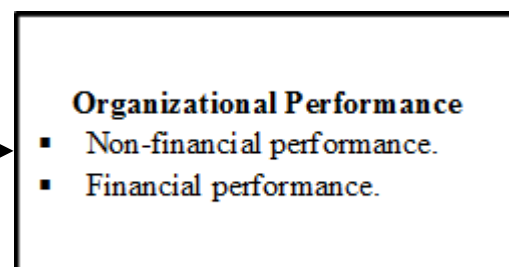 Organizational Performance
▪ Non-financial performance.
▪ Financial performance.